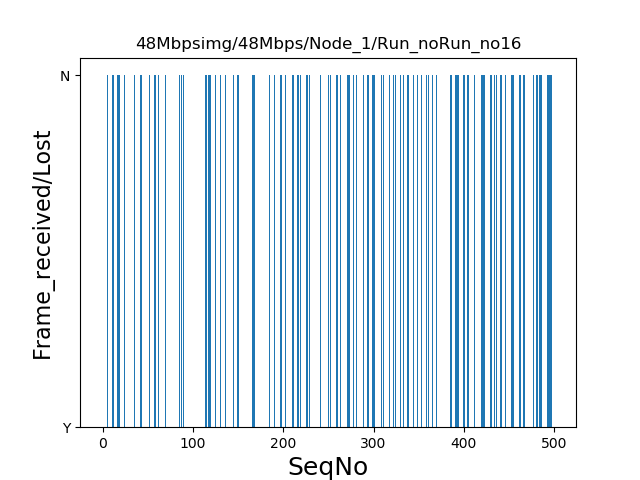 48Mbpsimg/48Mbps/Node_1/Run_noRun_no16
N
Frame_received/Lost
Y
0 100 200 300 400 500
SeqNo